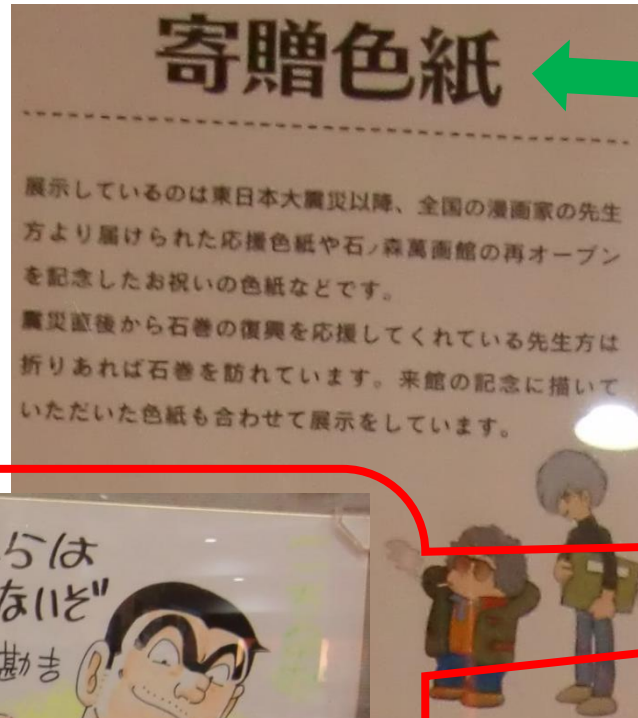 寄贈色紙
展示しているのは東日本大震災以降、全国の漫画家の先生
方より届けられた応援色紙や石ノ森萬画館の再オープン
を記念したお祝いの色紙などです。
震災直後から石巻の復興を応援してくれている先生方は
折りあれば石巻を訪れています。来館の記念に描いて
いただいた色紙も合わせて展示をしています。
らは
ないぞ"
勘吉